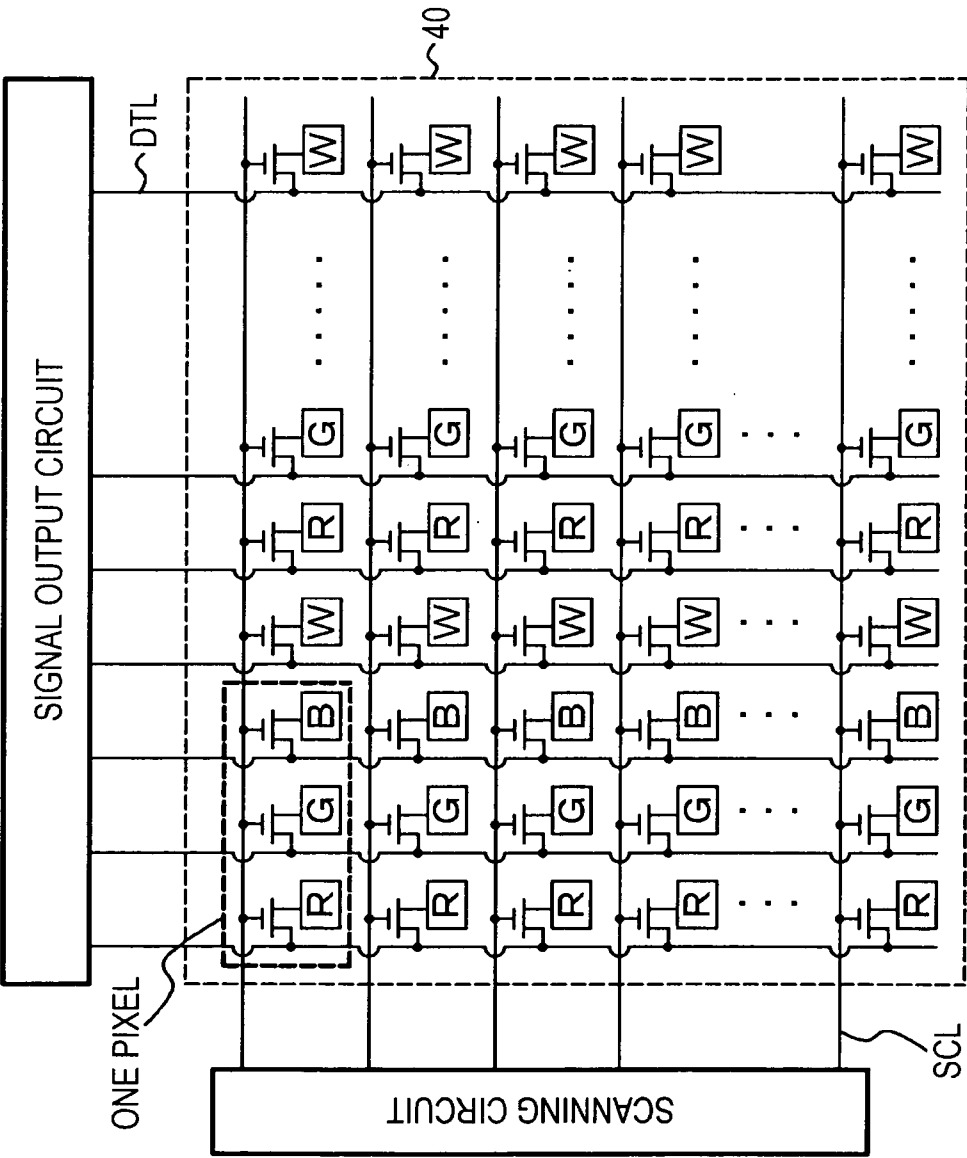 SIGNAL OUTPUT CIRCUIT
DTL
40
ONE PIXEL
R G B W R G W
R G B W R G W
R G B W R G W
R G B W R G W
R G B W R G W
SCANNING CIRCUIT
SCL